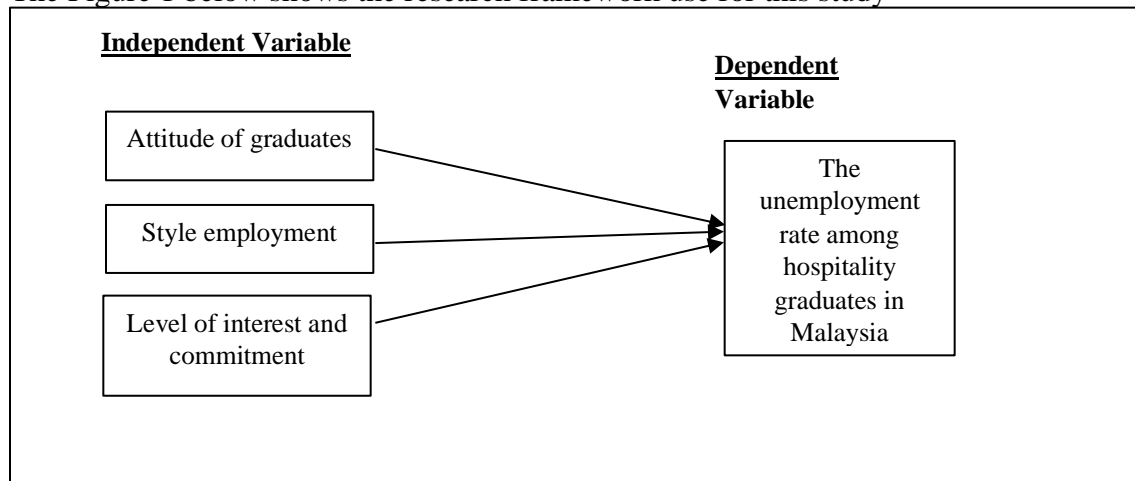 The Figure 1 below shows the research framework use for this study
Independent Variable
Attitude of graduates
Style employment
Level of interest and
commitment
Dependent
Variable
The
unemployment
rate among
hospitality
graduates in
Malaysia